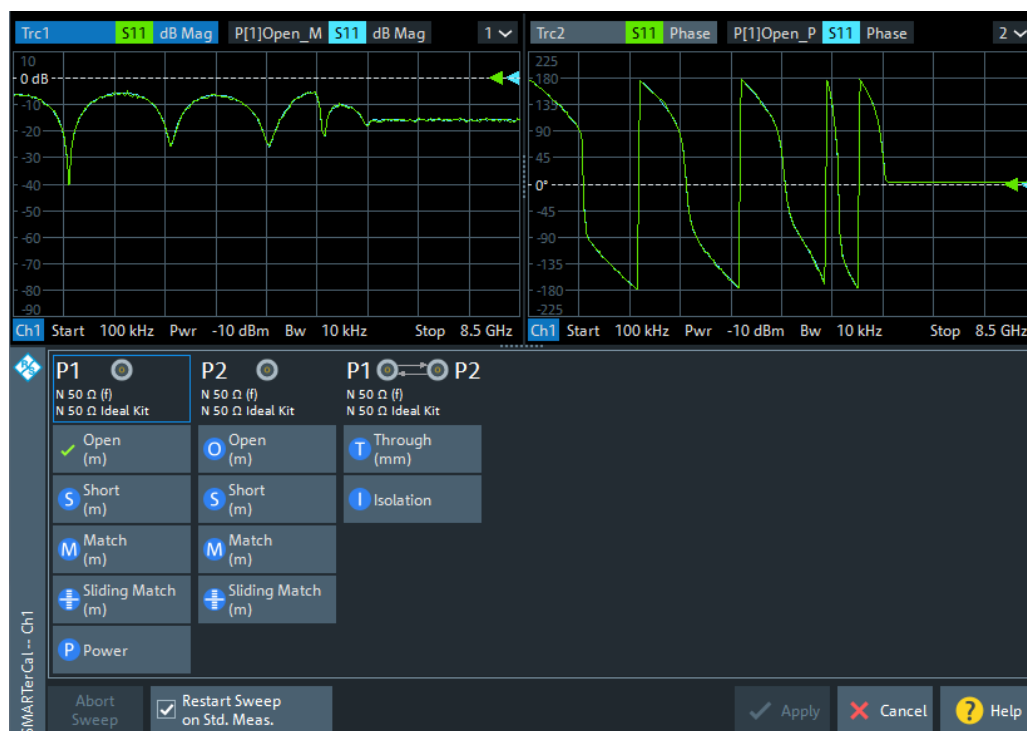 Trc1 S11 dB Mag P[1]Open_M S11 dB Mag 1
10
0 dB
-10
-20
-30
-40
-50
-60
-70
-80
-90
Ch1 Start 100 kHz Pwr -10 dBm Bw 10 kHz Stop 8.5 GHz
Trc2 S11 Phase P[1]Open_P S11 Phase 2
225
180
135
90
45
0°
-45
-90
-135
-180
-225
Ch1 Start 100 kHz Pwr -10 dBm Bw 10 kHz Stop 8.5 GHz
SMARTerCal -- Ch1
P1
N 50 Ω (f)
N 50 Ω Ideal Kit
Open
(m)
S Short
(m)
M Match
(m)
Sliding Match
(m)
P Power
P2
N 50 Ω (f)
N 50 Ω Ideal Kit
O Open
(m)
S Short
(m)
M Match
(m)
Sliding Match
(m)
P1 P2
N 50 Ω (f)
N 50 Ω Ideal Kit
T Through
(mm)
I Isolation
Abort
Sweep
Restart Sweep
on Std. Meas.
Apply
Cancel
? Help